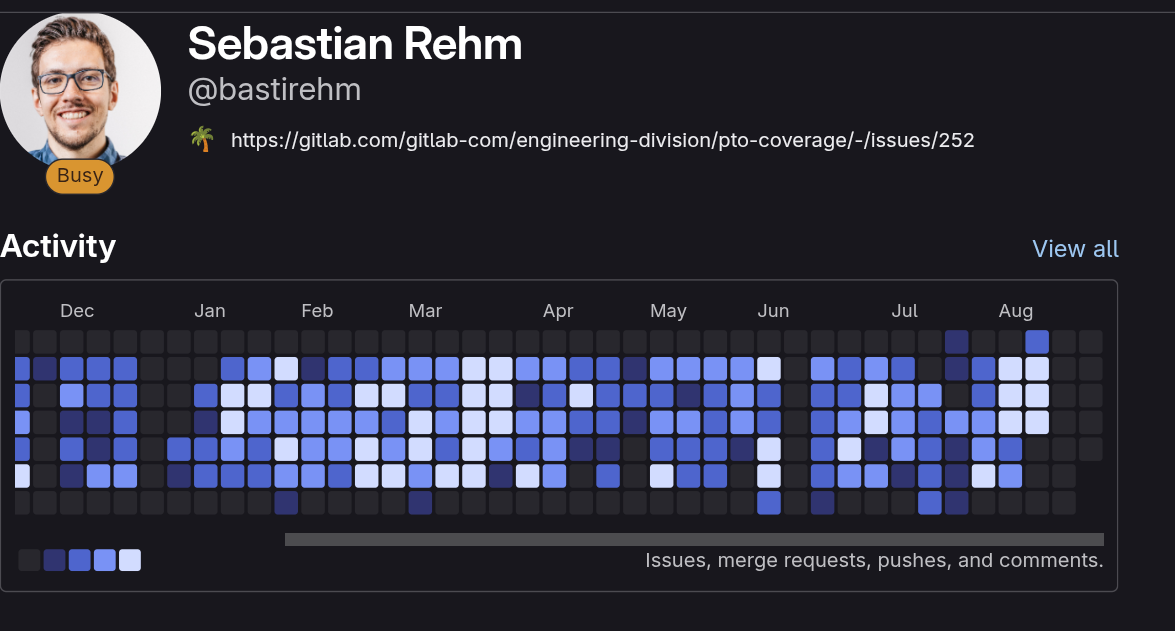 Sebastian Rehm
@bastirehm
🌴 https://gitlab.com/gitlab-com/engineering-division/pto-coverage/-/issues/252
Busy
Activity
View all
Dec Jan Feb Mar Apr May Jun Jul Aug
Issues, merge requests, pushes, and comments.